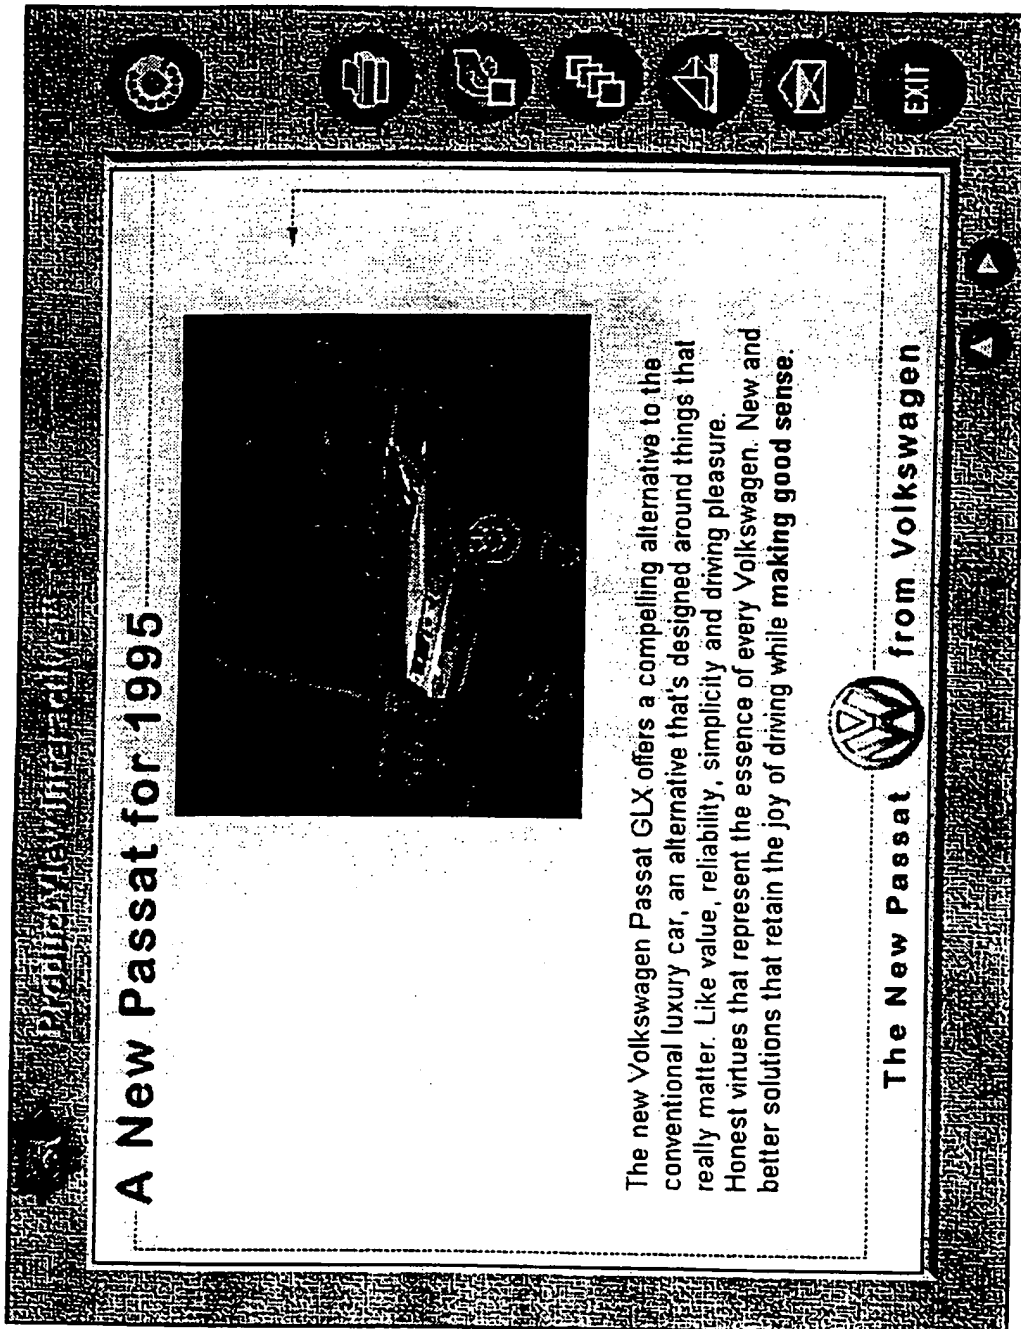 ProductView Interactive
A New Passat for 1995
The new Volkswagen Passat GLX offers a compelling alternative to the
conventional luxury car, an alternative that's designed around things that
really matter. Like value, reliability, simplicity and driving pleasure.
Honest virtues that represent the essence of every Volkswagen. New and
better solutions that retain the joy of driving while making good sense.
The New Passat from Volkswagen
EXIT